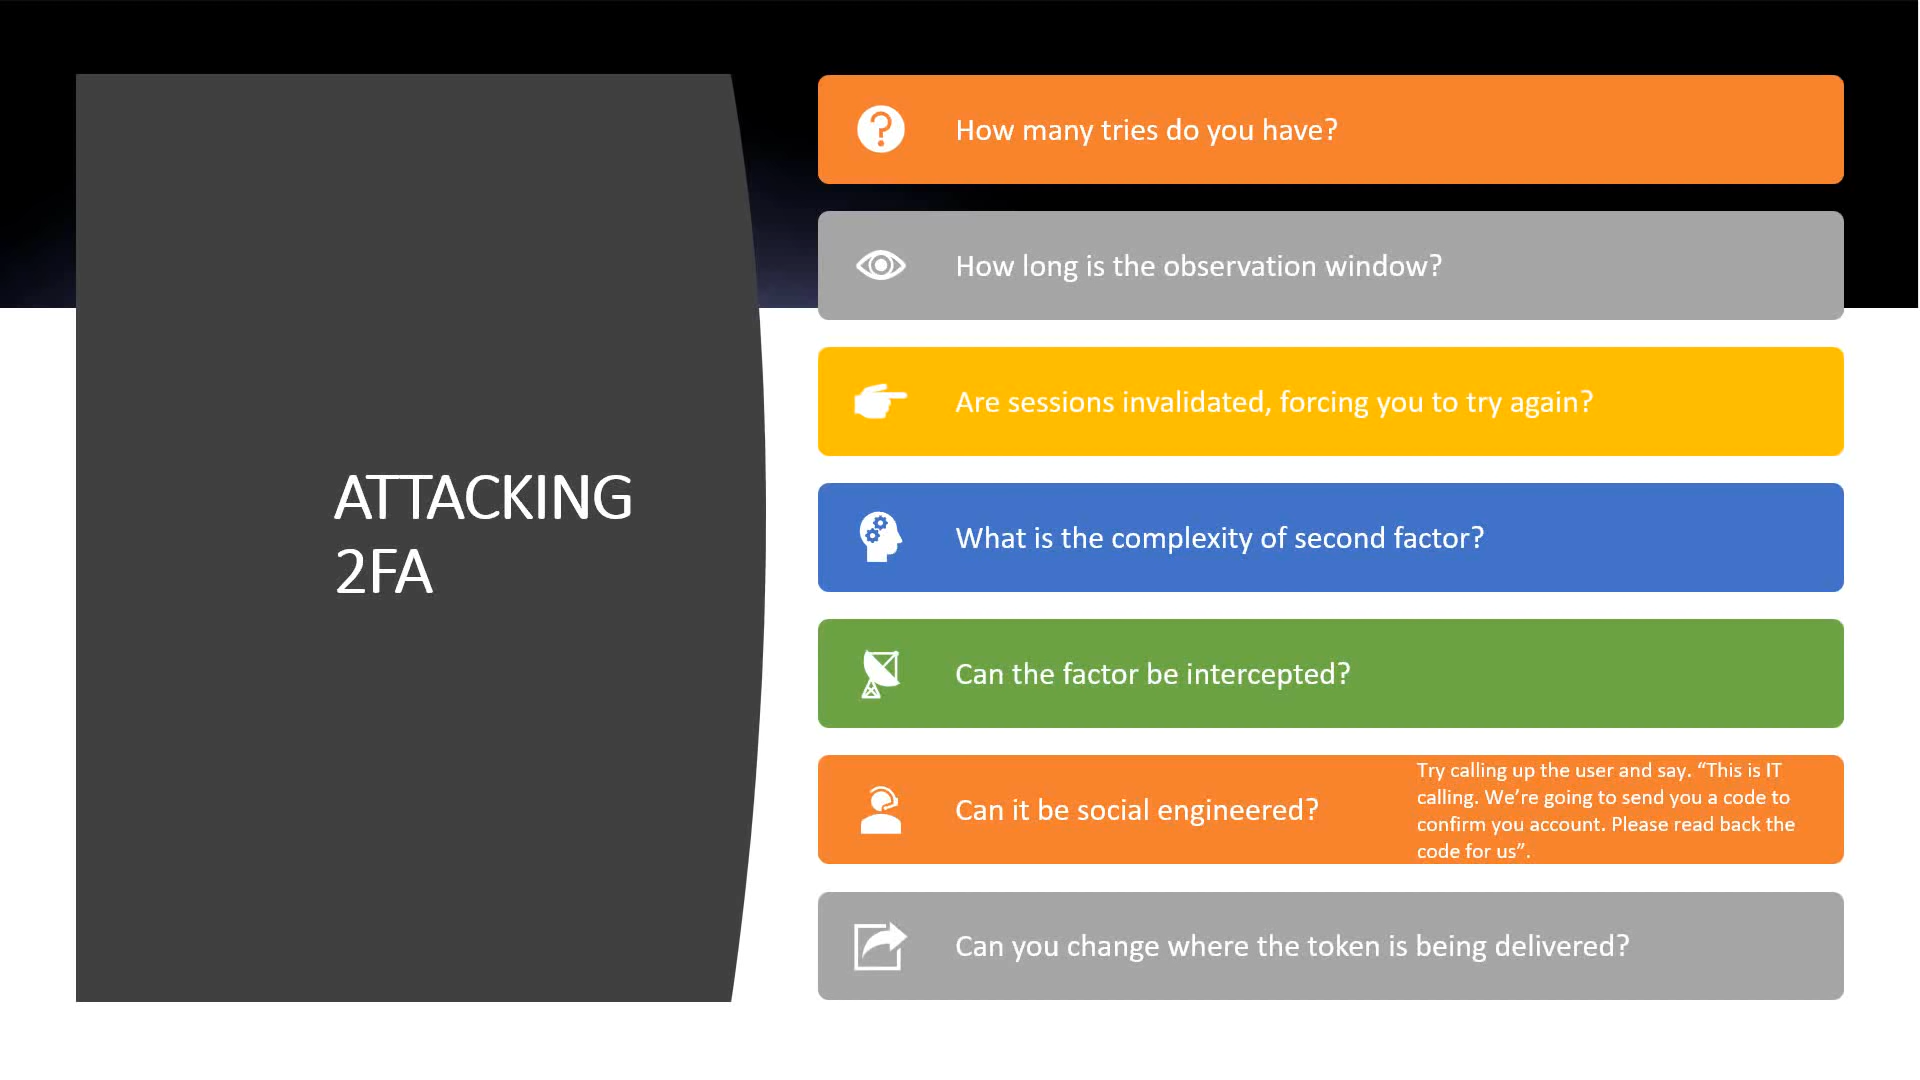 ATTACKING
2FA
How many tries do you have?
How long is the observation window?
Are sessions invalidated, forcing you to try again?
What is the complexity of second factor?
Can the factor be intercepted?
Can it be social engineered?
Try calling up the user and say. “This is IT
calling. We’re going to send you a code to
confirm you account. Please read back the
code for us”.
Can you change where the token is being delivered?